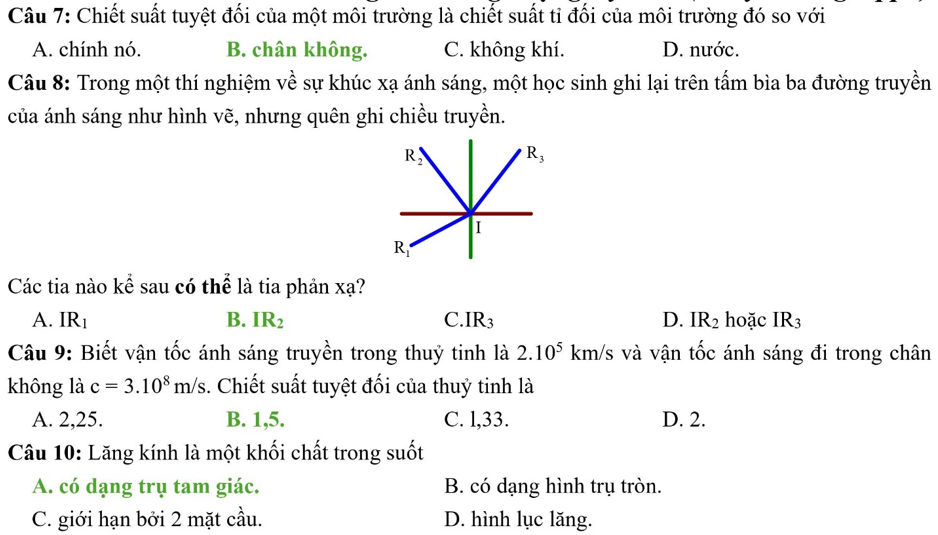 Câu 7: Chiết suất tuyệt đối của một môi trường là chiết suất tỉ đối của môi trường đó so với
A. chính nó. B. chân không. C. không khí. D. nước.
Câu 8: Trong một thí nghiệm về sự khúc xạ ánh sáng, một học sinh ghi lại trên tấm bìa ba đường truyền
của ánh sáng như hình vẽ, nhưng quên ghi chiều truyền.
R₂ R₃
I
R₁
Các tia nào kể sau có thể là tia phản xạ?
A. IR₁ B. IR₂ C.IR₃ D. IR₂ hoặc IR₃
Câu 9: Biết vận tốc ánh sáng truyền trong thuỷ tinh là 2.10⁵ km/s và vận tốc ánh sáng đi trong chân
không là c = 3.10⁸ m/s. Chiết suất tuyệt đối của thuỷ tinh là
A. 2,25. B. 1,5. C. l,33. D. 2.
Câu 10: Lăng kính là một khối chất trong suốt
A. có dạng trụ tam giác. B. có dạng hình trụ tròn.
C. giới hạn bởi 2 mặt cầu. D. hình lục lăng.